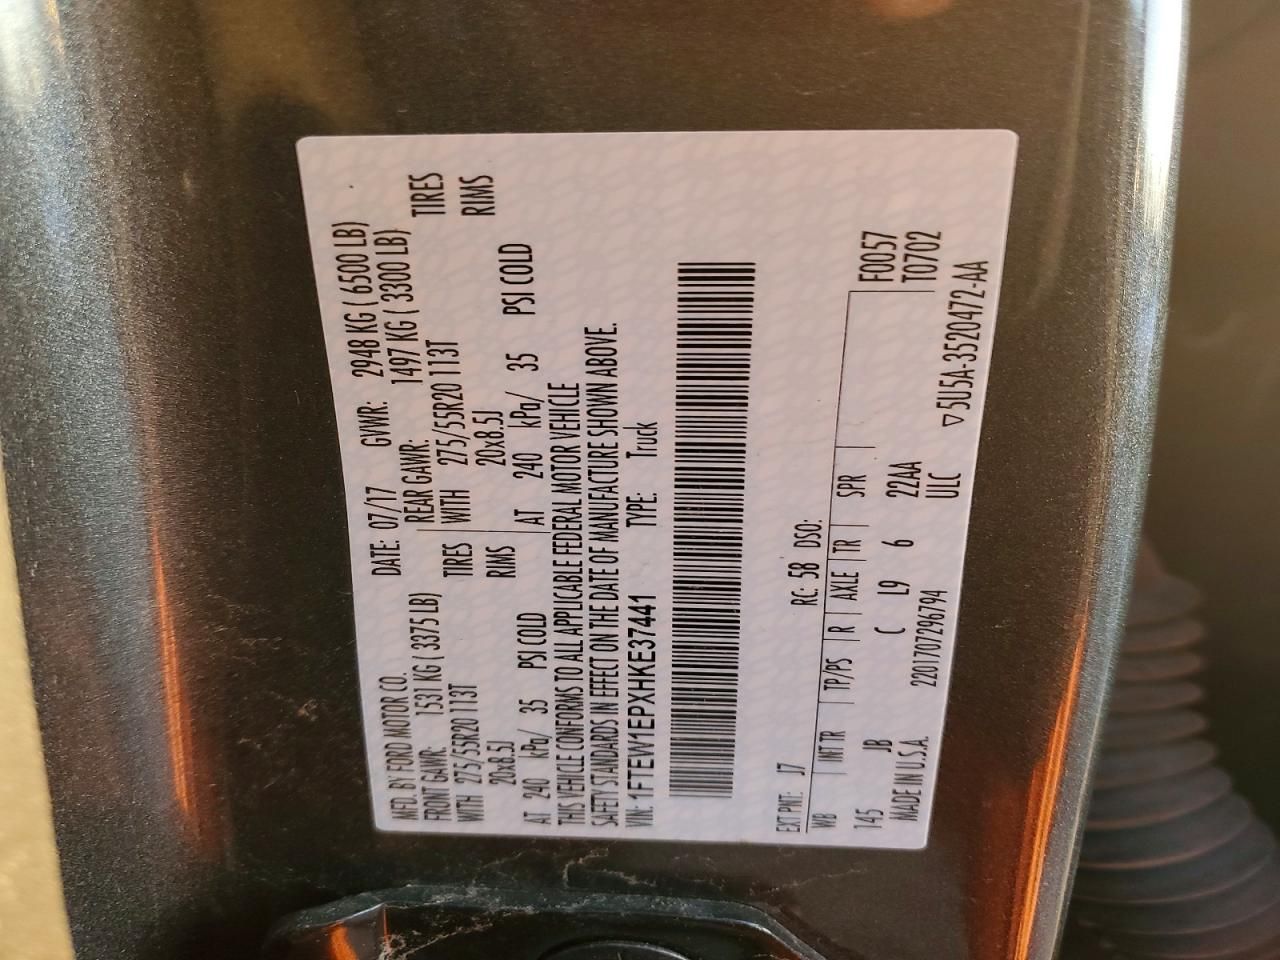 MFD. BY FORD MOTOR CO. DATE: 07/17 GVWR: 2948 KG ( 6500 LB)
FRONT GAWR: 1531 KG ( 3375 LB) REAR GAWR: 1497 KG ( 3300 LB)
WITH 275/55R20 113T TIRES WITH 275/55R20 113T TIRES
20x8.5J RIMS 20x8.5J RIMS
AT 240 kPa/ 35 PSI COLD AT 240 kPa/ 35 PSI COLD
THIS VEHICLE CONFORMS TO ALL APPLICABLE FEDERAL MOTOR VEHICLE
SAFETY STANDARDS IN EFFECT ON THE DATE OF MANUFACTURE SHOWN ABOVE.
VIN: 1FTEW1EPXHKE37441 TYPE: Truck
EXT PNT: J7 RC: 58 DSO:
WB INT TR TP/PS R AXLE TR SPR F0057
145 JB C L9 6 22AA T0702
MADE IN U.S.A. 2201707296794 ULC ▽5U5A-3520472-AA